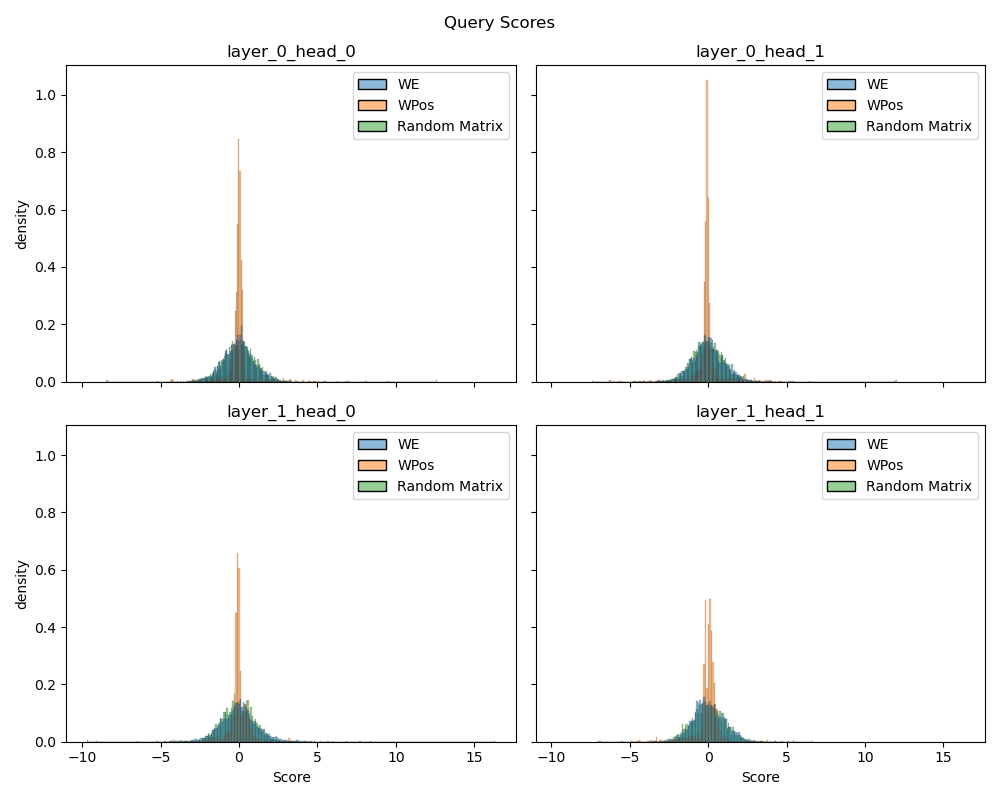 Query Scores
layer_0_head_0
layer_0_head_1
WE
WPos
Random Matrix
WE
WPos
Random Matrix
density
1.0
0.8
0.6
0.4
0.2
0.0
layer_1_head_0
layer_1_head_1
WE
WPos
Random Matrix
WE
WPos
Random Matrix
density
1.0
0.8
0.6
0.4
0.2
0.0
−10 −5 0 5 10 15
−10 −5 0 5 10 15
Score
Score